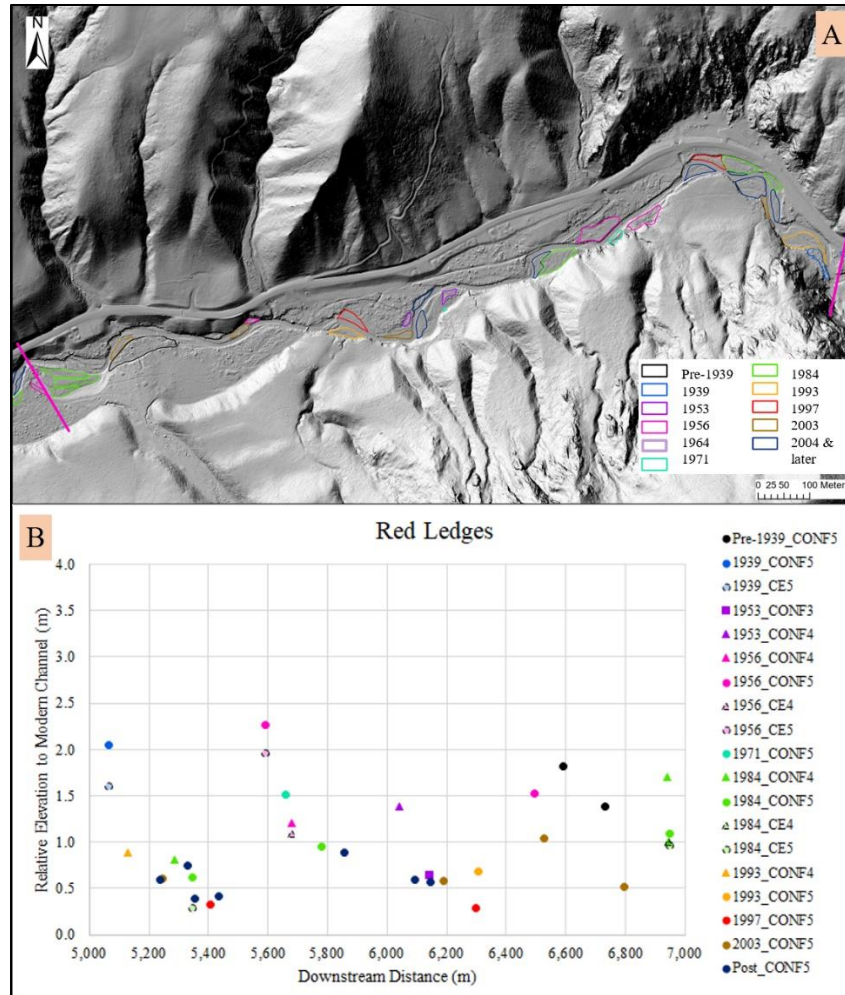 N
A
Pre-1939
1939
1953
1956
1964
1971
1984
1993
1997
2003
2004 &
later
0 25 50 100 Meter
B
Red Ledges
Relative Elevation to Modern Channel (m)
4.0
3.5
3.0
2.5
2.0
1.5
1.0
0.5
0.0
5,000 5,200 5,400 5,600 5,800 6,000 6,200 6,400 6,600 6,800 7,000
Downstream Distance (m)
Pre-1939_CONF5
1939_CONF5
1939_CE5
1953_CONF3
1953_CONF4
1956_CONF4
1956_CONF5
1956_CE4
1956_CE5
1971_CONF5
1984_CONF4
1984_CONF5
1984_CE4
1984_CE5
1993_CONF4
1993_CONF5
1997_CONF5
2003_CONF5
Post_CONF5